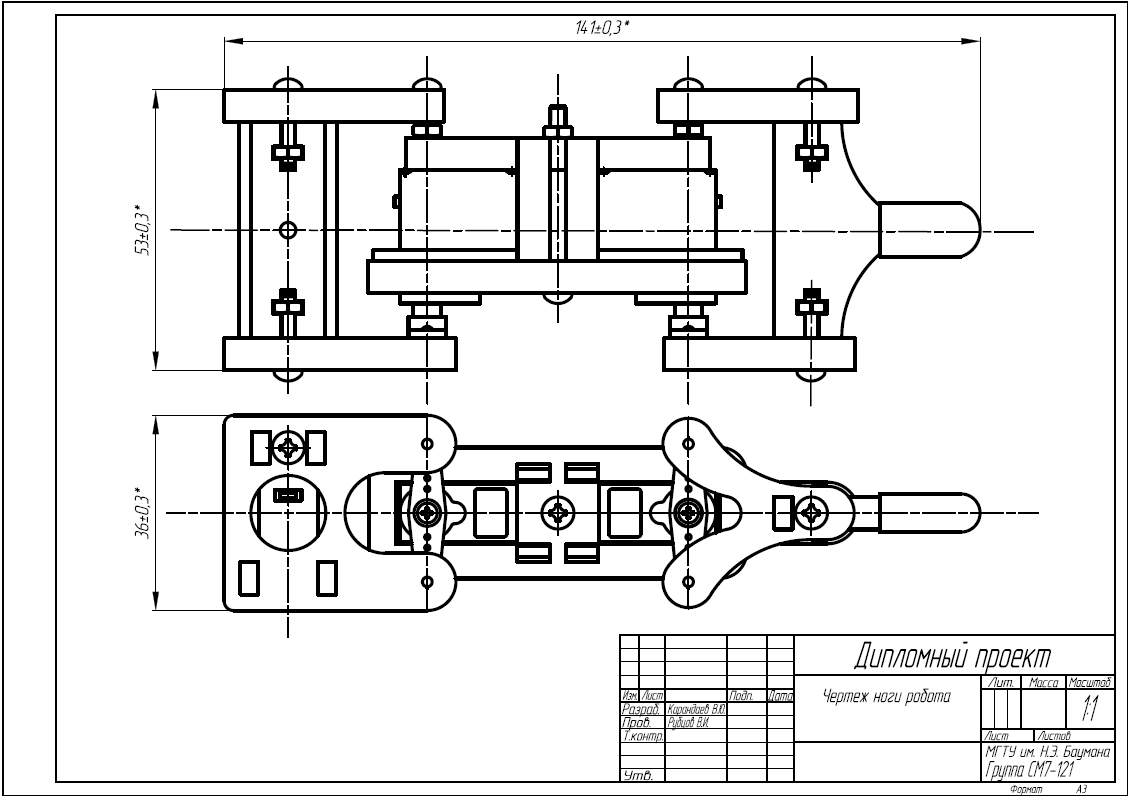 141±0,3*
53±0,3*
36±0,3*
Дипломный проект
Чертеж ноги робота
Лит. Масса Масштаб
1:1
Изм. Лист Подп. Дата
Разраб. Карандаев В.Ю.
Пров. Рубцов В.И.
Т.контр.
Лист Листов
МГТУ им. Н.Э. Баумана
Группа СМ7-121
Утв.
Формат А3